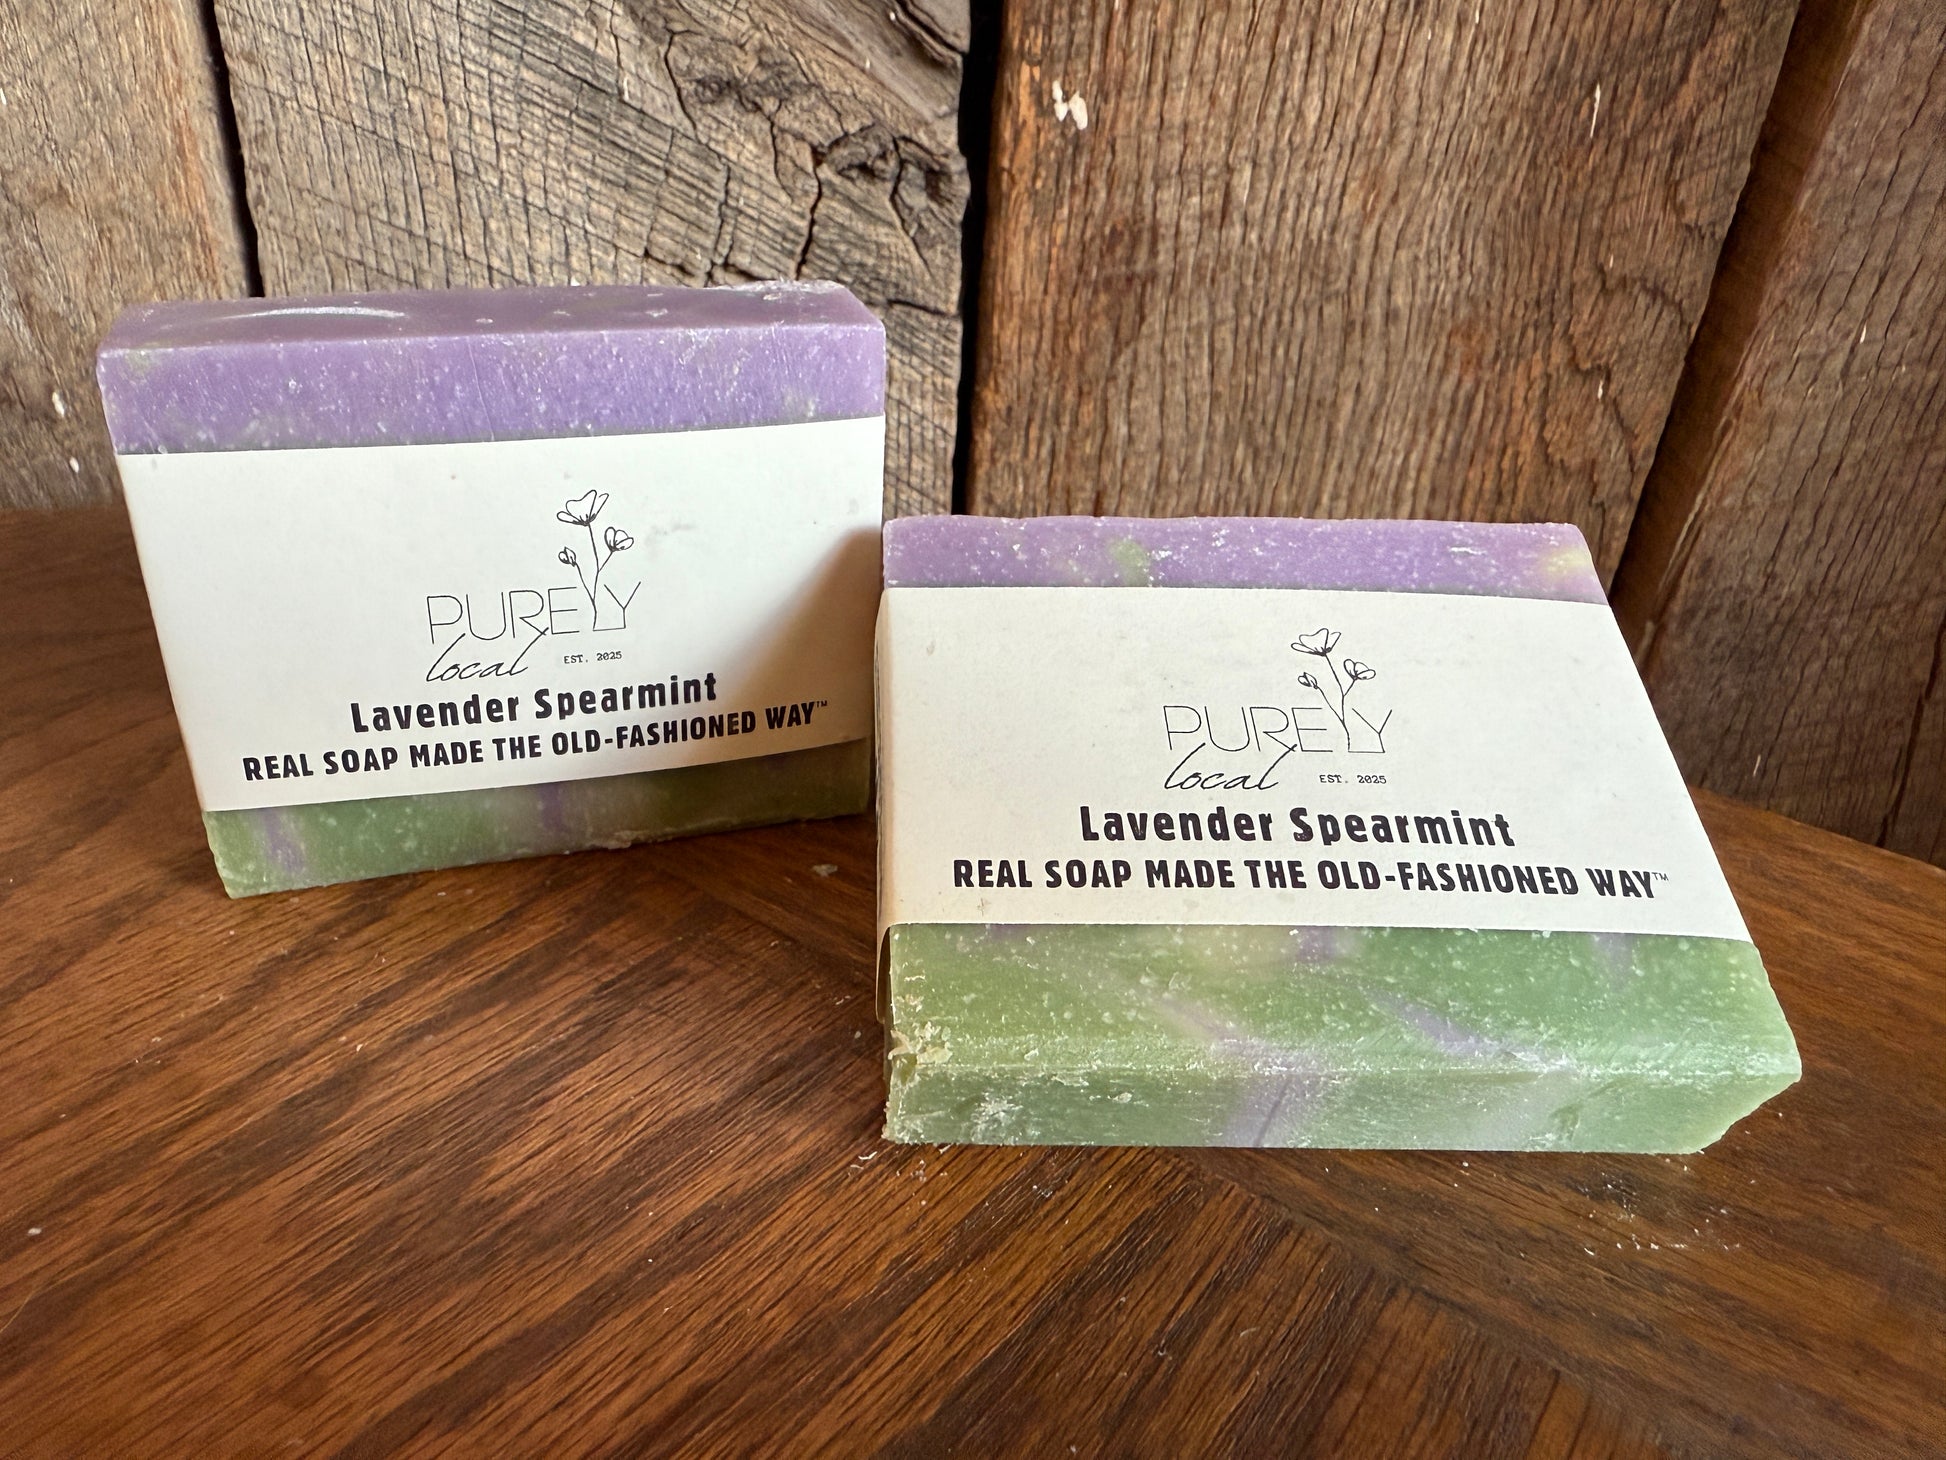 PURELY
local EST. 2025
Lavender Spearmint
REAL SOAP MADE THE OLD-FASHIONED WAY™
PURELY
local EST. 2025
Lavender Spearmint
REAL SOAP MADE THE OLD-FASHIONED WAY™